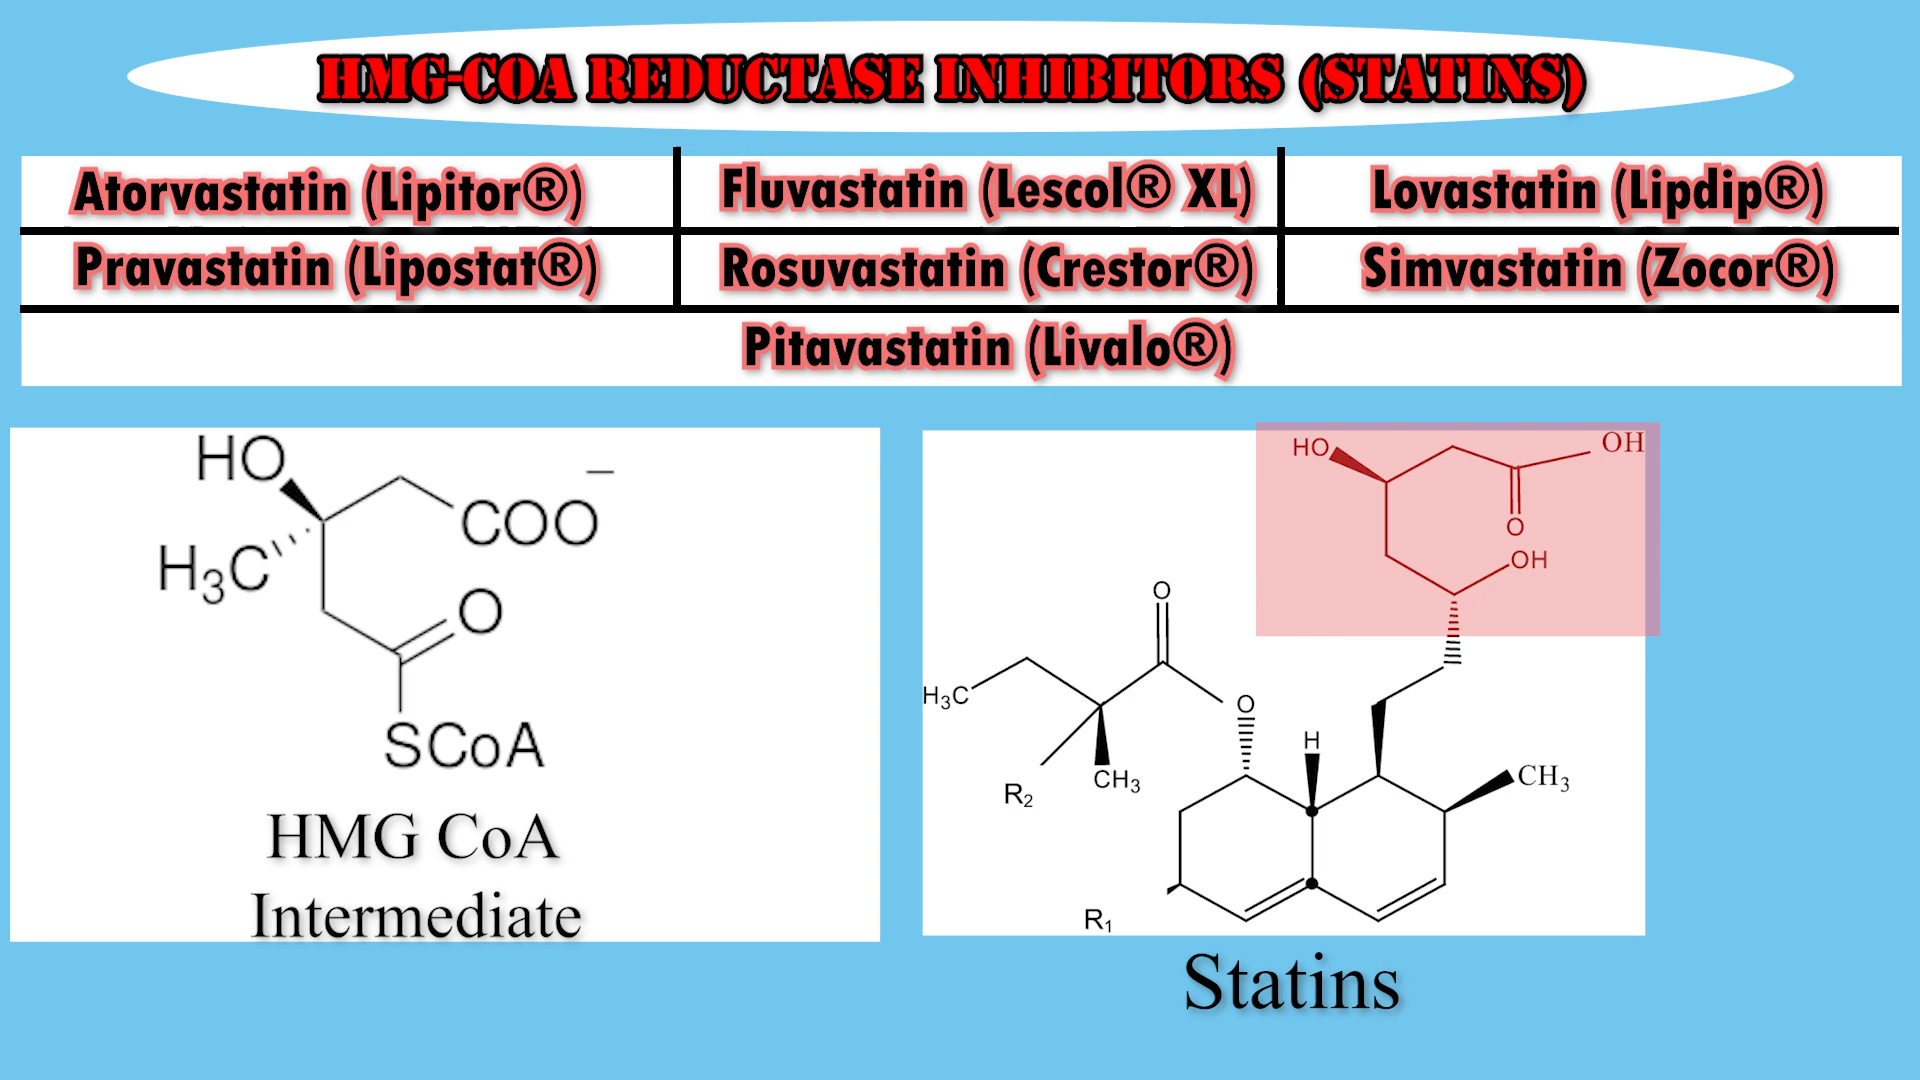 HMG-COA REDUCTASE INHIBITORS (STATINS)
Atorvastatin (Lipitor®)
Fluvastatin (Lescol® XL)
Lovastatin (Lipdip®)
Pravastatin (Lipostat®)
Rosuvastatin (Crestor®)
Simvastatin (Zocor®)
Pitavastatin (Livalo®)
HO
COO⁻
H₃C
O
SCoA
HMG CoA
Intermediate
HO
OH
O
OH
O
H₃C
O
H
R₂
CH₃
CH₃
R₁
Statins